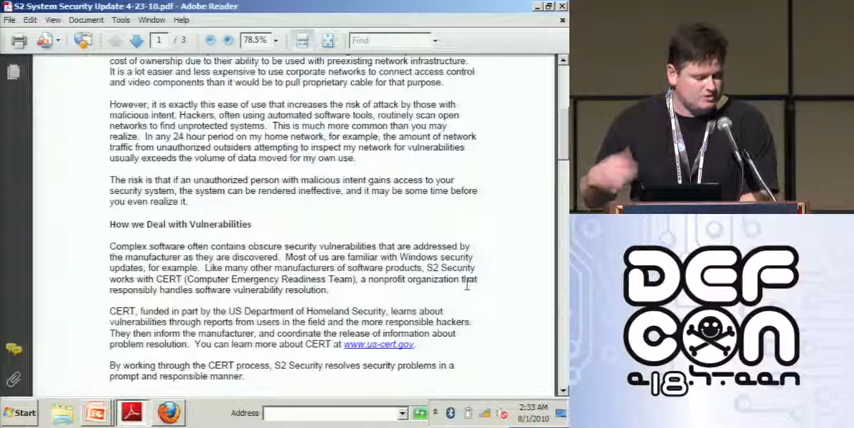 S2 System Security Update 4-23-10.pdf - Adobe Reader
File Edit View Document Tools Window Help
1 / 3 78.5% Find
cost of ownership due to their ability to be used with preexisting network infrastructure.
It is a lot easier and less expensive to use corporate networks to connect access control
and video components than it would be to pull proprietary cable for that purpose.
However, it is exactly this ease of use that increases the risk of attack by those with
malicious intent. Hackers, often using automated software tools, routinely scan open
networks to find unprotected systems. This is much more common than you may
realize. In any 24 hour period on my home network, for example, the amount of network
traffic from unauthorized outsiders attempting to inspect my network for vulnerabilities
usually exceeds the volume of data moved for my own use.
The risk is that if an unauthorized person with malicious intent gains access to your
security system, the system can be rendered ineffective, and it may be some time before
you even realize it.
How we Deal with Vulnerabilities
Complex software often contains obscure security vulnerabilities that are addressed by
the manufacturer as they are discovered. Most of us are familiar with Windows security
updates, for example. Like many other manufacturers of software products, S2 Security
works with CERT (Computer Emergency Readiness Team), a nonprofit organization that
responsibly handles software vulnerability resolution.
CERT, funded in part by the US Department of Homeland Security, learns about
vulnerabilities through reports from users in the field and the more responsible hackers.
They then inform the manufacturer, and coordinate the release of information about
problem resolution. You can learn more about CERT at www.us-cert.gov.
By working through the CERT process, S2 Security resolves security problems in a
prompt and responsible manner.
Start
Address
2:33 AM
8/1/2010
DEF
CON
e18hteen